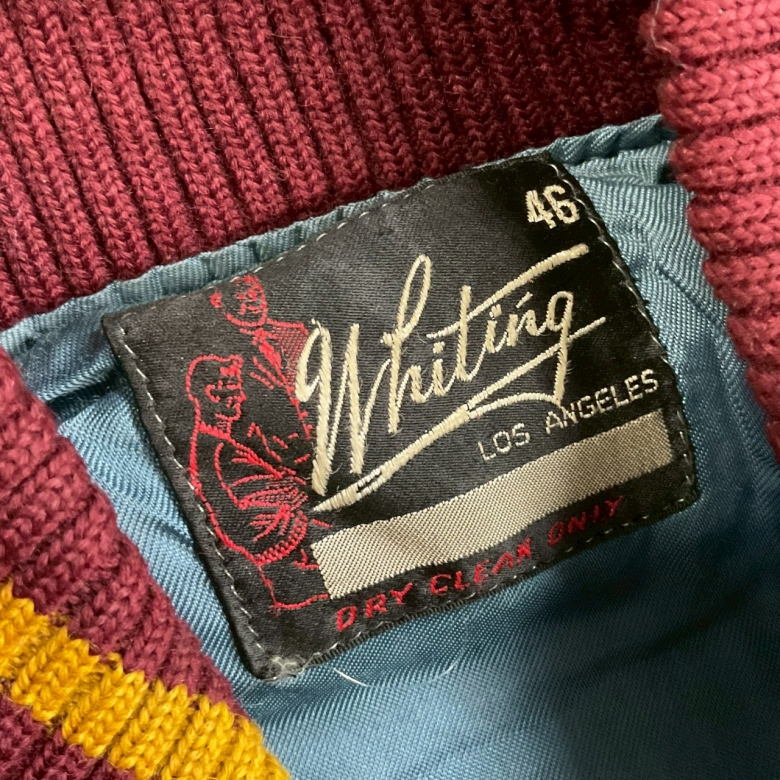 46
Whiting
LOS ANGELES
DRY CLEAN ONLY